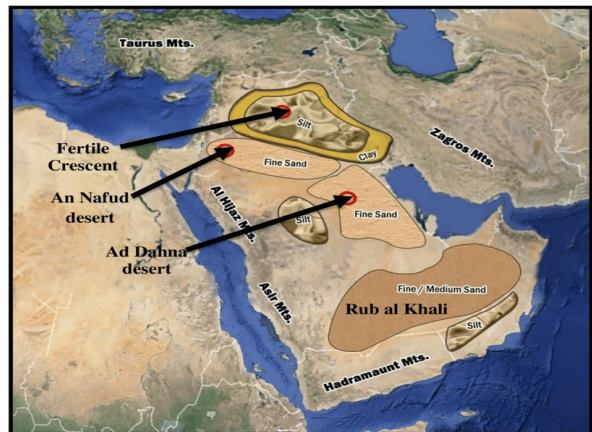 Taurus Mts.
Silt
Zagros Mts.
Clay
Fertile
Crescent
Fine Sand
An Nafud
desert
Al Hijaz Mts.
Fine Sand
Silt
Ad Dahna
desert
Asir Mts.
Fine / Medium Sand
Rub al Khali
Silt
Hadramaunt Mts.